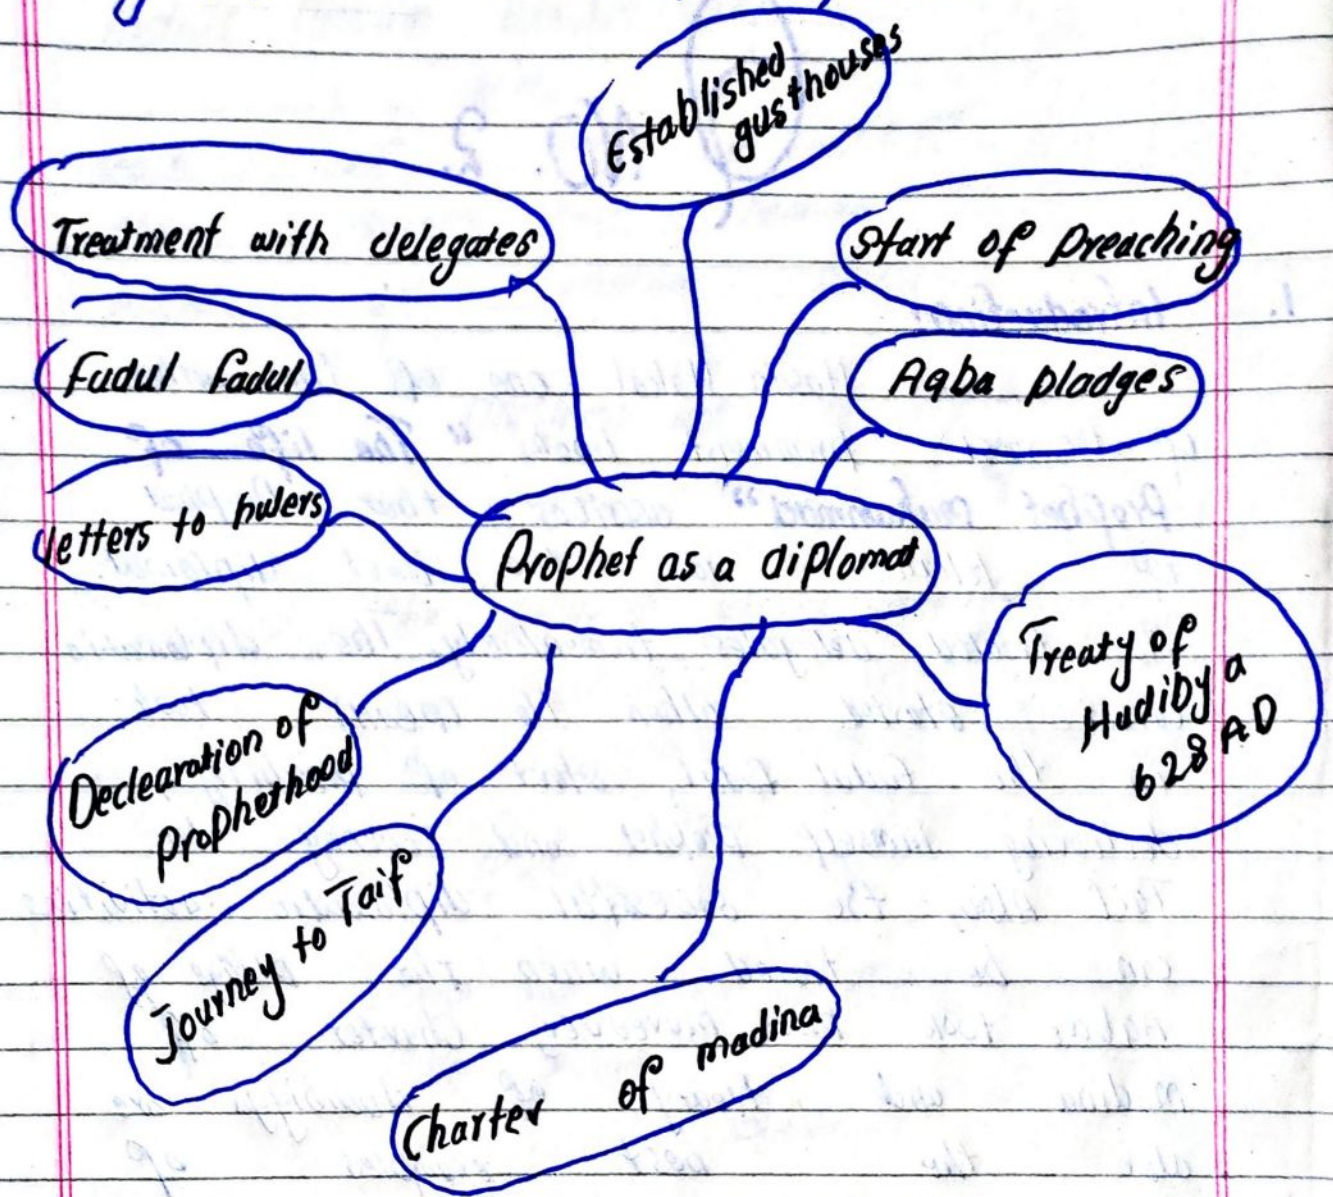 Established
gusthouses
Treatment with delegates
Start of preaching
Fudul fadul
Aqba pladges
letters to hulers
Prophet as a diplomat
Treaty of
Hudibya
628 AD
Declearation of
prophethood
Journey to Taif
Charter of madina